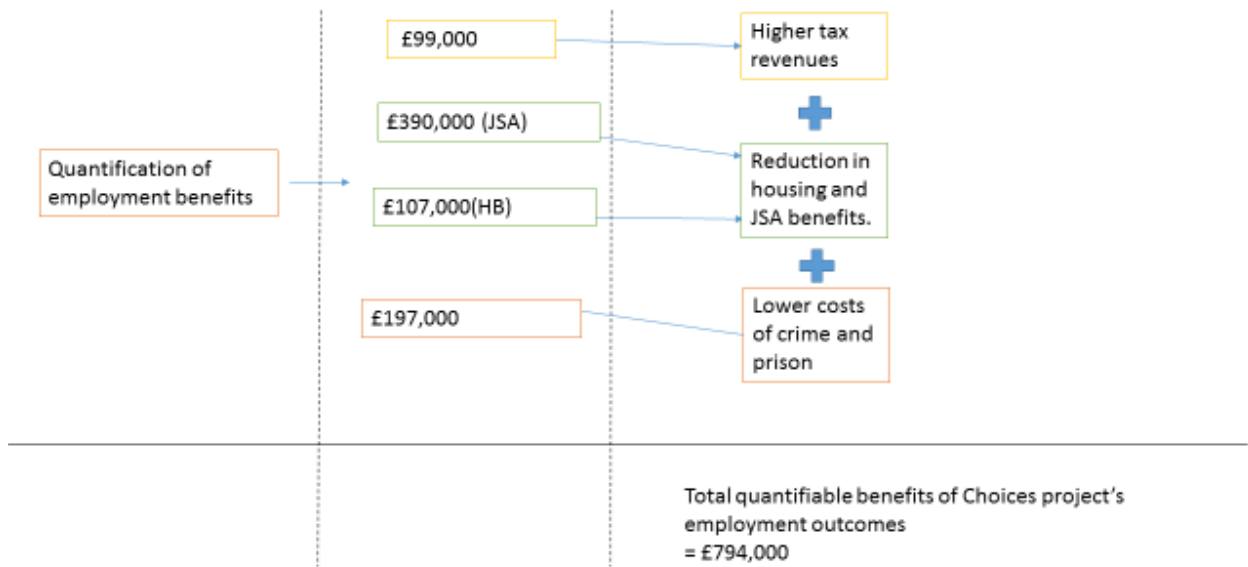 £99,000
Higher tax
revenues
£390,000 (JSA)
Quantification of
employment benefits
£107,000(HB)
Reduction in
housing and
JSA benefits.
£197,000
Lower costs
of crime and
prison
Total quantifiable benefits of Choices project's
employment outcomes
= £794,000